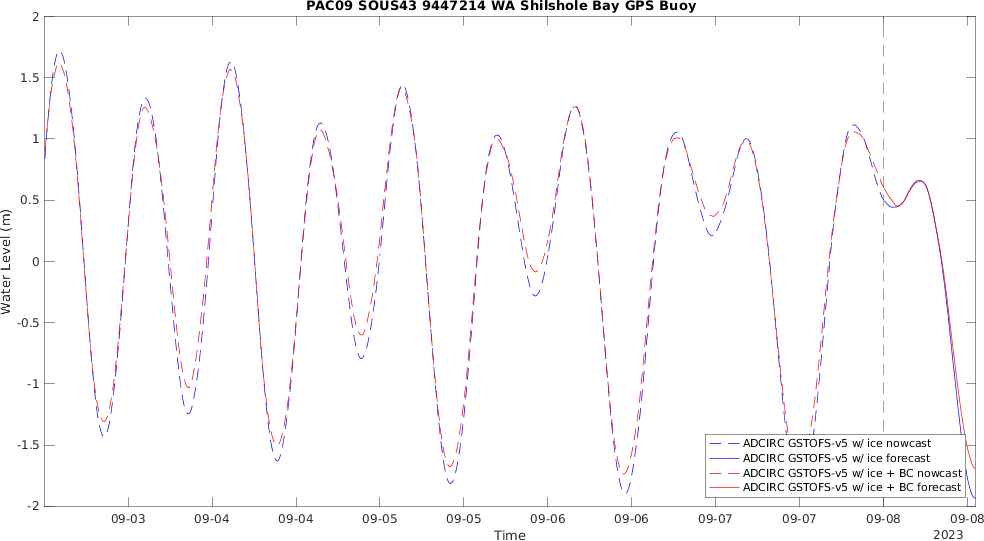 PAC09 SOUS43 9447214 WA Shilshole Bay GPS Buoy
2
1.5
1
0.5
0
-0.5
-1
-1.5
-2
Water Level (m)
ADCIRC GSTOFS-v5 w/ ice nowcast
ADCIRC GSTOFS-v5 w/ ice forecast
ADCIRC GSTOFS-v5 w/ ice + BC nowcast
ADCIRC GSTOFS-v5 w/ ice + BC forecast
09-03 09-04 09-04 09-05 09-05 09-06 09-06 09-07 09-07 09-08 09-08
Time
2023